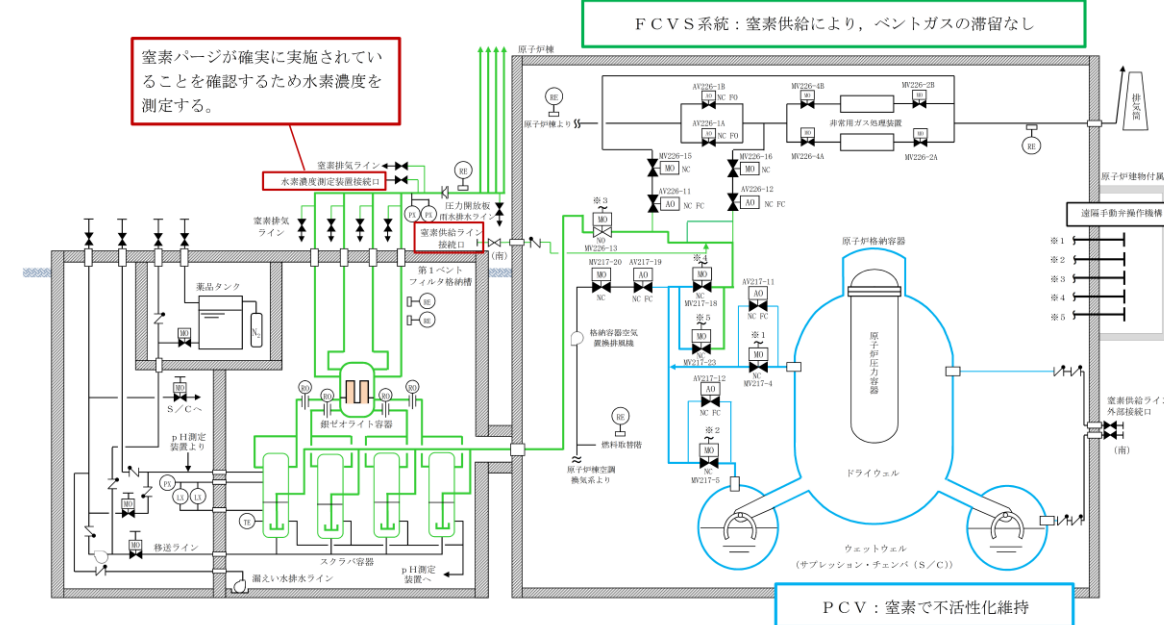 FCVS系統：窒素供給により，ベントガスの滞留なし
窒素パージが確実に実施されてい
ることを確認するため水素濃度を
測定する。
原子炉棟
AV226-1B
AO
NC FO
AV226-1A
AO
NC FO
原子炉棟より
RE
MV226-4B
MO
MV226-2B
MO
非常用ガス処理装置
MO
MV226-4A
MO
MV226-2A
RE
排気筒
窒素排気ライン
水素濃度測定装置接続口
RE
MV226-15
MO
NC
MV226-16
MO
NC
AV226-11
AO
NC FC
AV226-12
AO
NC FC
原子炉建物付属
遠隔手動弁操作機構
※1
※2
※3
※4
※5
PX
PX
圧力開放板
雨水排水ライン
窒素排気
ライン
窒素供給ライン
接続口
(南)
※3
MO
NO
MV226-13
MV217-20
MO
NC
AV217-19
AO
NC FC
※4
MO
NC
MV217-18
AV217-11
AO
NC FC
※5
MO
NC
MV217-23
※1
MO
NC
MV217-4
AV217-12
AO
NC FC
※2
MO
NC
MV217-5
原子炉格納容器
原子炉圧力容器
ドライウェル
ウェットウェル
(サプレッション・チェンバ（S/C）)
格納容器空気
置換排風機
RE
燃料取替階
原子炉棟空調
換気系より
窒素供給ライン
外部接続口
(南)
第1ベント
フィルタ格納槽
RE
RE
薬品タンク
MO
N₂
MO
S/Cへ
pH測定
装置より
RO
RO
RO
RO
銀ゼオライト容器
PX
LX
LX
MO
TE
MO
移送ライン
スクラバ容器
pH測定
装置へ
漏えい水排水ライン
PCV：窒素で不活性化維持